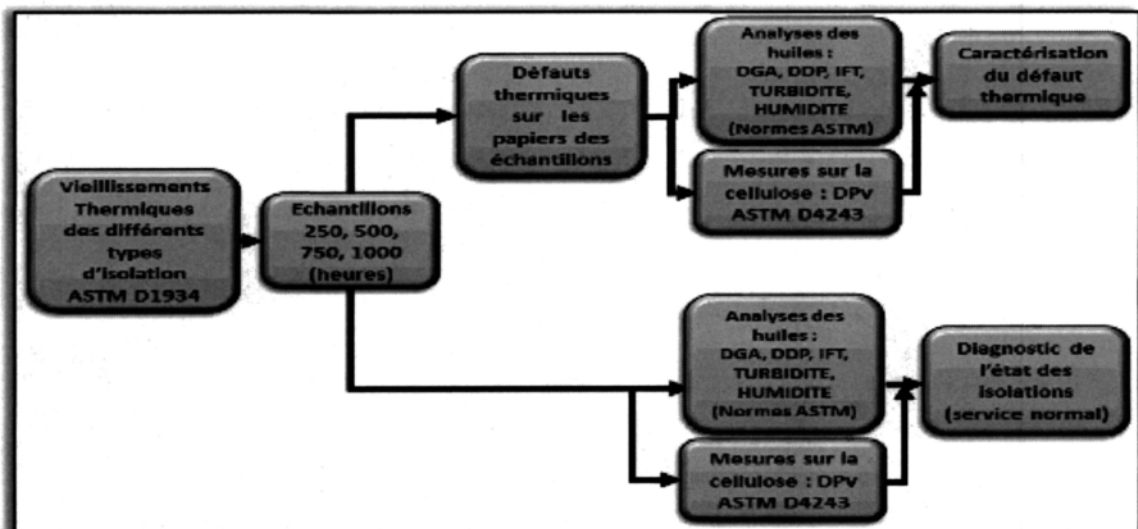 Vieillissements
Thermiques
des différents
types
d'isolation
ASTM D1934
Echantillons
250, 500,
750, 1000
(heures)
Défauts
thermiques
sur les
papiers des
échantillons
Analyses des
huiles :
DGA, DDP, IFT,
TURBIDITE,
HUMIDITE
(Normes ASTM)
Mesures sur la
cellulose : DPv
ASTM D4243
Caractérisation
du défaut
thermique
Analyses des
huiles :
DGA, DDP, IFT,
TURBIDITE,
HUMIDITE
(Normes ASTM)
Mesures sur la
cellulose : DPv
ASTM D4243
Diagnostic de
l'état des
isolations
(service normal)